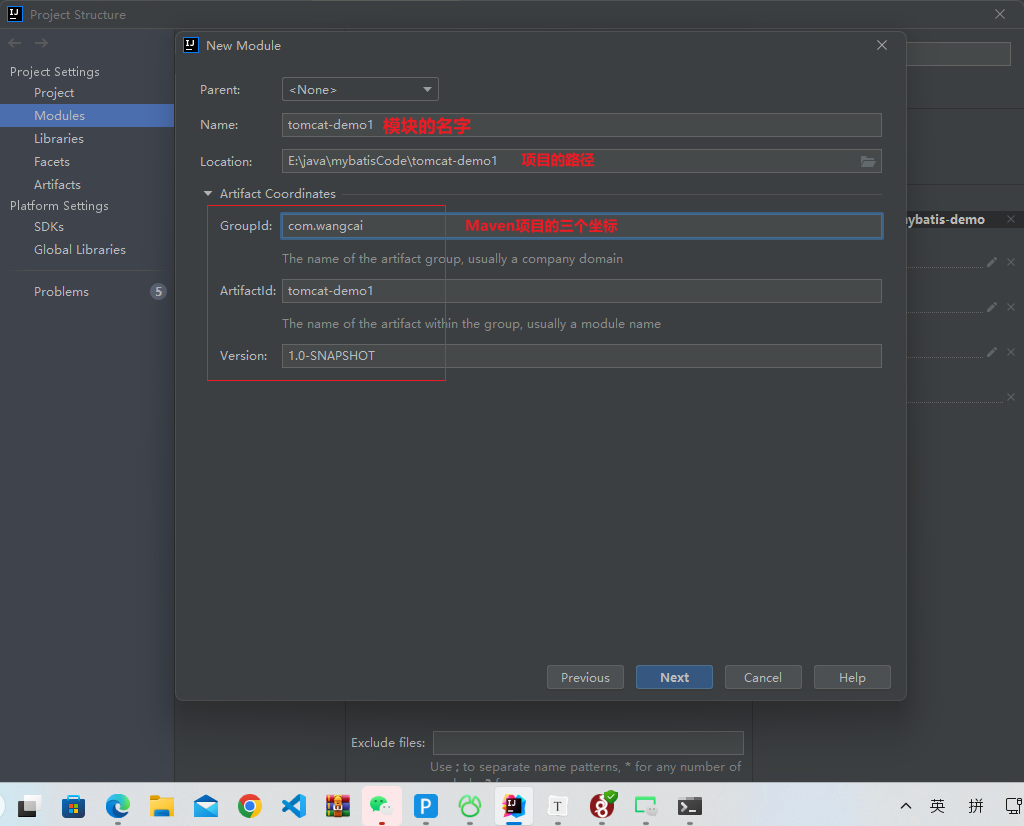 Project Structure
New Module
Project Settings
Project
Modules
Libraries
Facets
Artifacts
Platform Settings
SDKs
Global Libraries
Problems 5
Parent: <None>
Name: tomcat-demo1 模块的名字
Location: E:\java\mybatisCode\tomcat-demo1 项目的路径
Artifact Coordinates
GroupId: com.wangcai Maven项目的三个坐标
The name of the artifact group, usually a company domain
ArtifactId: tomcat-demo1
The name of the artifact within the group, usually a module name
Version: 1.0-SNAPSHOT
ybatis-demo
Previous Next Cancel Help
Exclude files:
Use ; to separate name patterns, * for any number of
英 拼